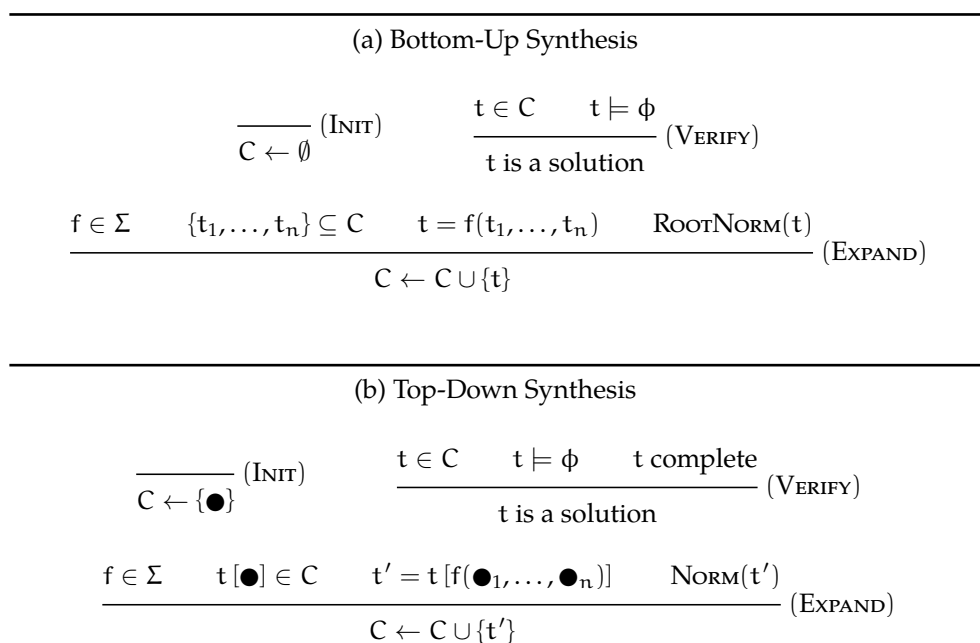 (a) Bottom-Up Synthesis
C ← ∅ (INIT) t ∈ C t ⊨ ϕ
t is a solution (VERIFY)
f ∈ Σ {t₁, . . . , tₙ} ⊆ C t = f(t₁, . . . , tₙ) ROOTNORM(t)
C ← C ∪ {t} (EXPAND)
(b) Top-Down Synthesis
C ← {●} (INIT) t ∈ C t ⊨ ϕ t complete
t is a solution (VERIFY)
f ∈ Σ t [●] ∈ C t′ = t [f(●₁, . . . , ●ₙ)] NORM(t′)
C ← C ∪ {t′} (EXPAND)